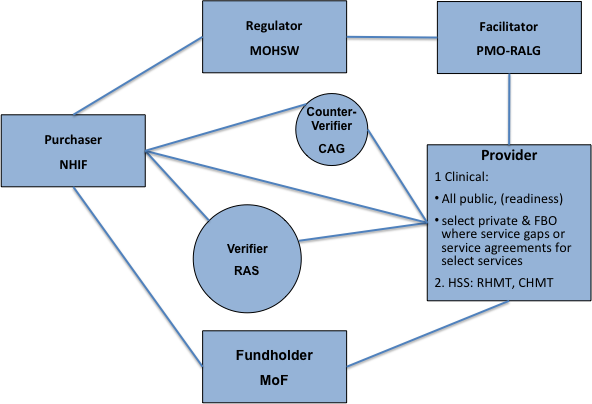 Regulator
MOHSW
Facilitator
PMO-RALG
Counter-
Verifier
CAG
Purchaser
NHIF
Provider
1 Clinical:
• All public, (readiness)
• select private & FBO
where service gaps or
service agreements for
select services
2. HSS: RHMT, CHMT
Verifier
RAS
Fundholder
MoF